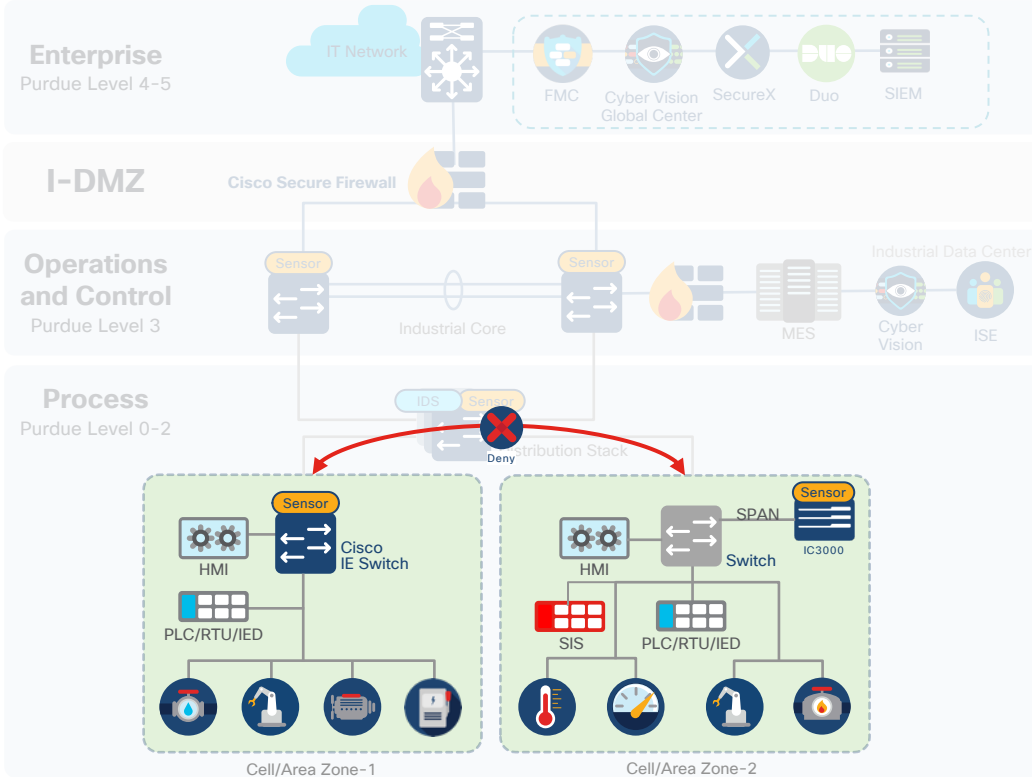 Enterprise
Purdue Level 4-5
IT Network
FMC
Cyber Vision
Global Center
SecureX
DUO
Duo
SIEM
I-DMZ
Cisco Secure Firewall
Operations
and Control
Purdue Level 3
Sensor
Sensor
Industrial Core
Industrial Data Center
MES
Cyber
Vision
ISE
Process
Purdue Level 0-2
IDS
Sensor
Deny
stribution Stack
Sensor
HMI
Cisco
IE Switch
PLC/RTU/IED
Cell/Area Zone-1
Sensor
SPAN
IC3000
HMI
Switch
SIS
PLC/RTU/IED
Cell/Area Zone-2